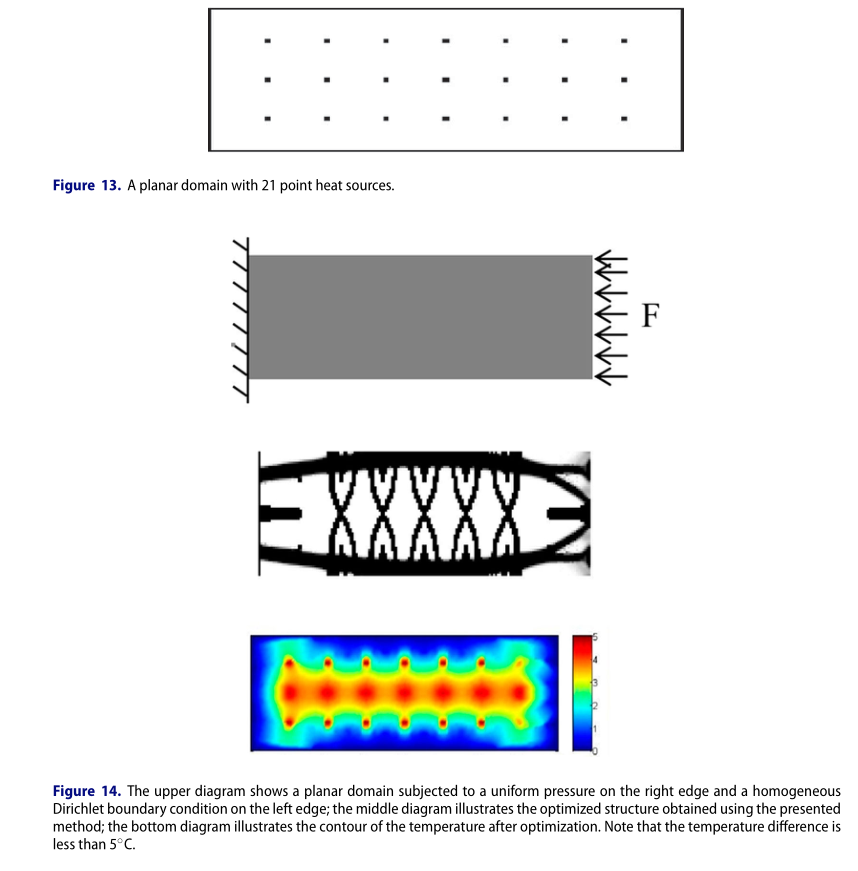 Figure 13. A planar domain with 21 point heat sources.
F
5
4
3
2
1
0
Figure 14. The upper diagram shows a planar domain subjected to a uniform pressure on the right edge and a homogeneous
Dirichlet boundary condition on the left edge; the middle diagram illustrates the optimized structure obtained using the presented
method; the bottom diagram illustrates the contour of the temperature after optimization. Note that the temperature difference is
less than 5°C.